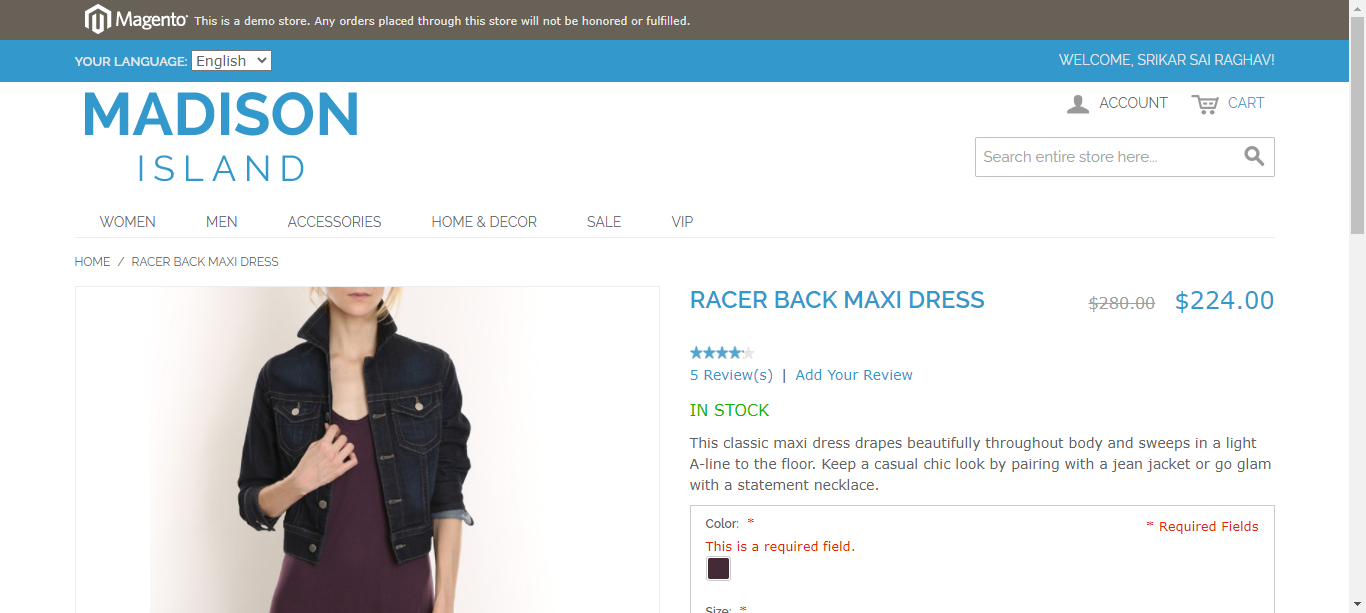 Magento® This is a demo store. Any orders placed through this store will not be honored or fulfilled.
YOUR LANGUAGE: English
WELCOME, SRIKAR SAI RAGHAV!
MADISON
ISLAND
ACCOUNT CART
Search entire store here...
WOMEN MEN ACCESSORIES HOME & DECOR SALE VIP
HOME / RACER BACK MAXI DRESS
RACER BACK MAXI DRESS $280.00 $224.00
5 Review(s) | Add Your Review
IN STOCK
This classic maxi dress drapes beautifully throughout body and sweeps in a light
A-line to the floor. Keep a casual chic look by pairing with a jean jacket or go glam
with a statement necklace.
Color: * * Required Fields
This is a required field.
Size: *